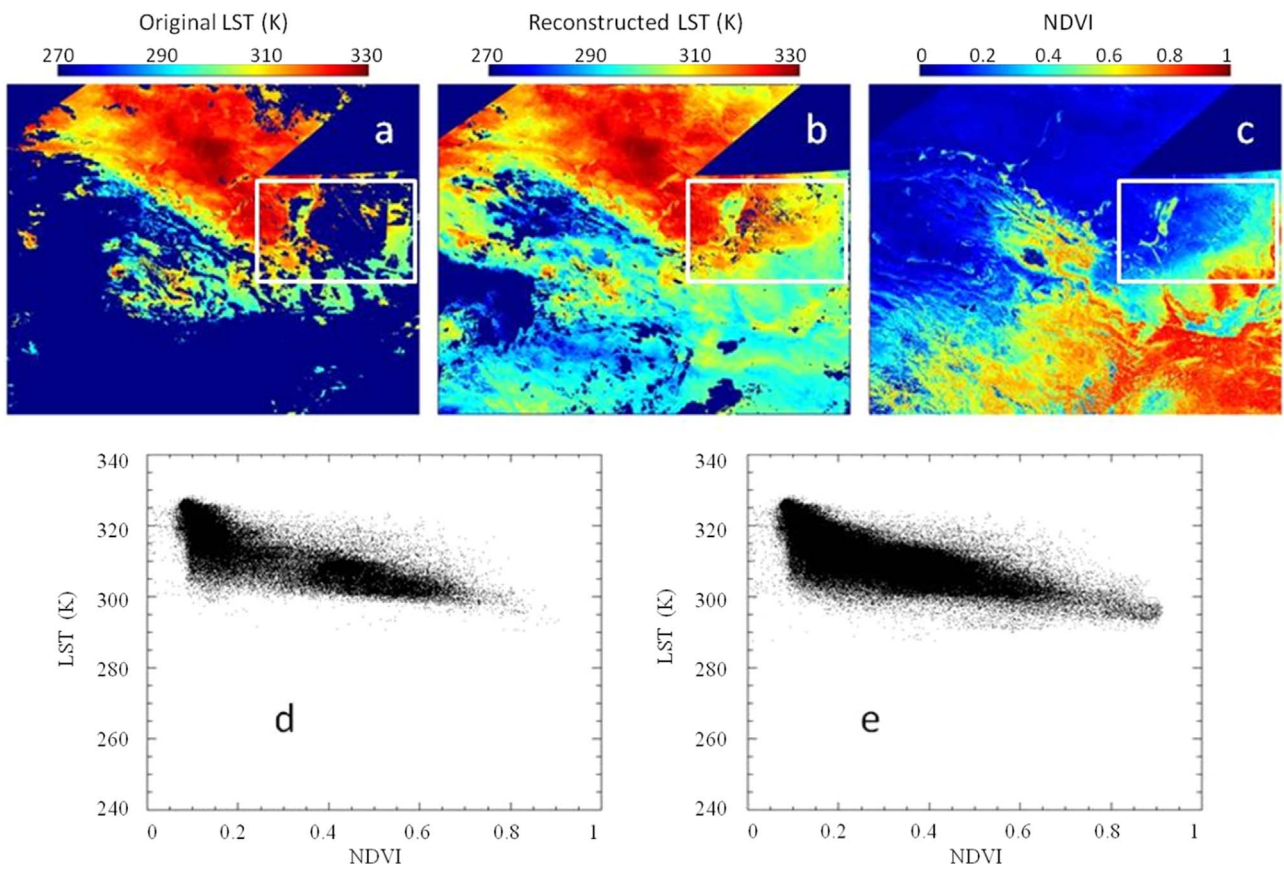 Original LST (K)
Reconstructed LST (K)
NDVI
270 290 310 330
270 290 310 330
0 0.2 0.4 0.6 0.8 1
a
b
c
340
320
300
280
260
240
LST (K)
d
0 0.2 0.4 0.6 0.8 1
NDVI
340
320
300
280
260
240
LST (K)
e
0 0.2 0.4 0.6 0.8 1
NDVI